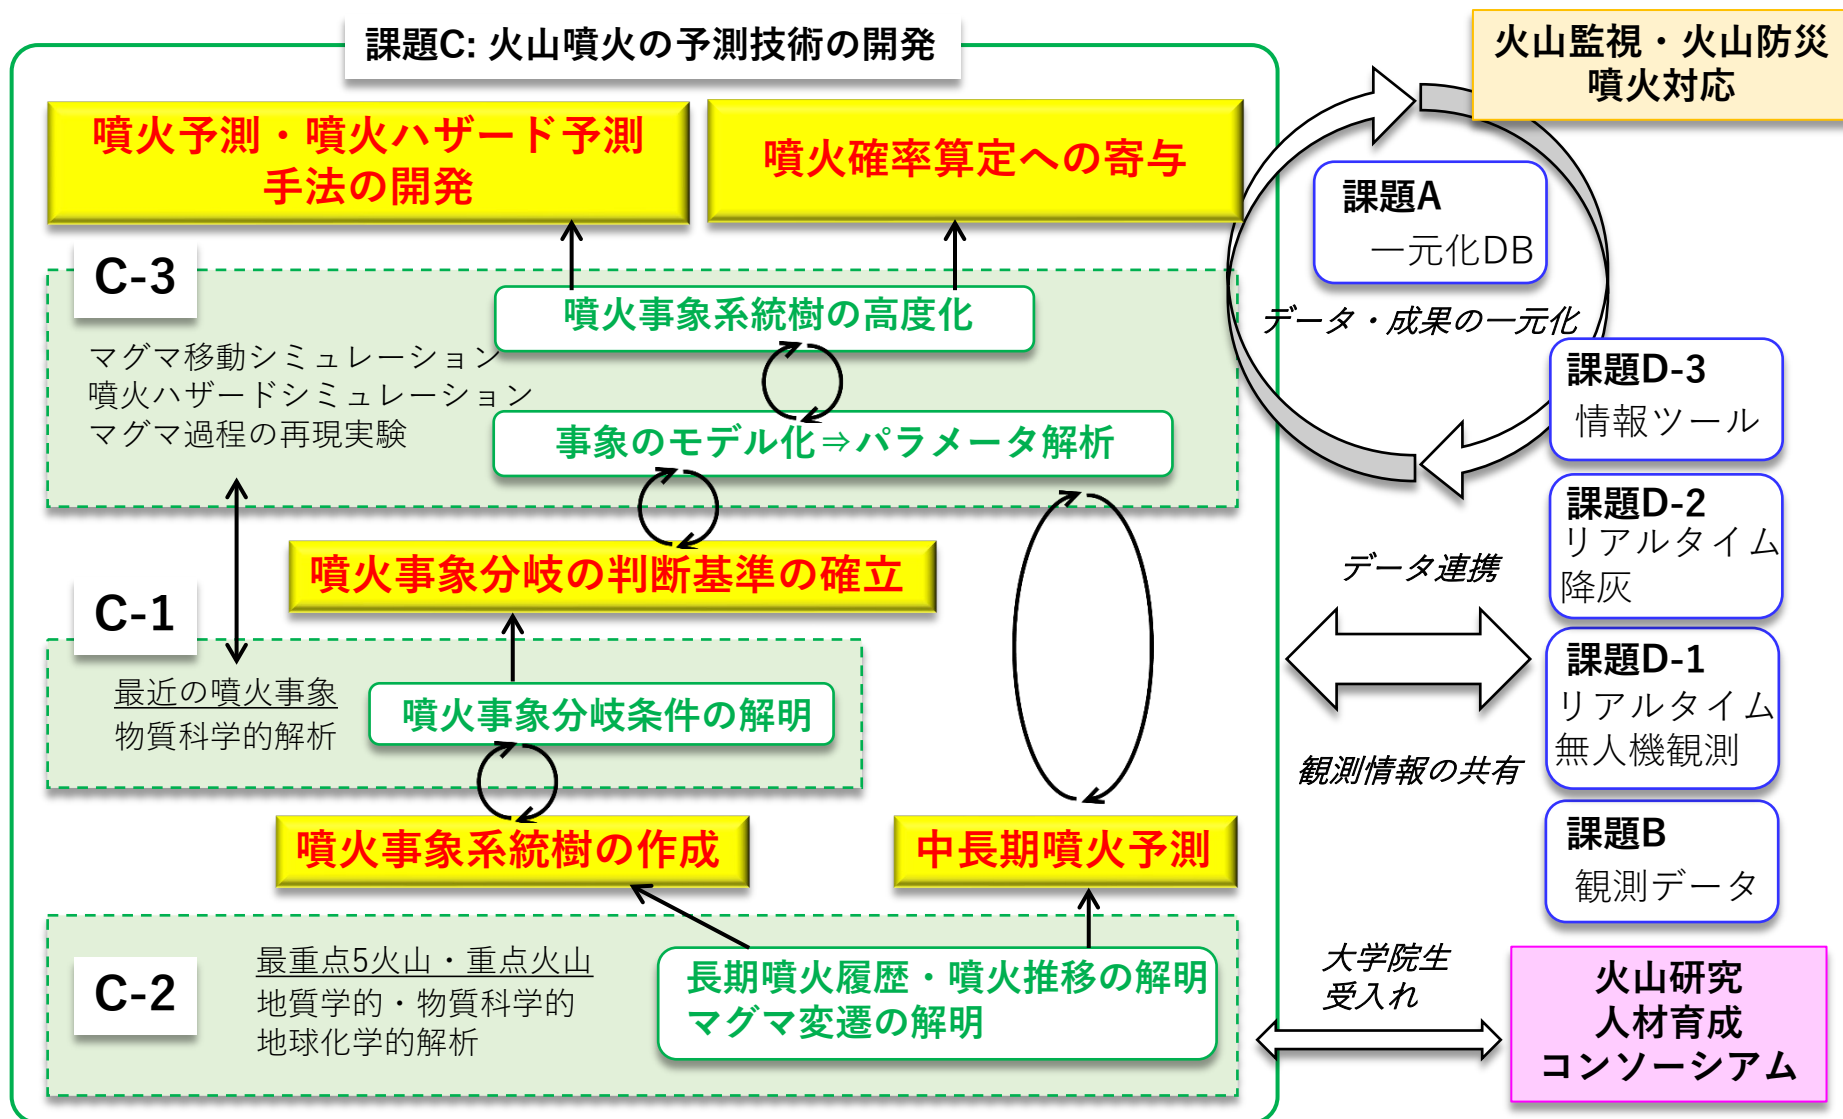 課題C: 火山噴火の予測技術の開発
噴火予測・噴火ハザード予測
手法の開発
噴火確率算定への寄与
C-3
噴火事象系統樹の高度化
マグマ移動シミュレーション
噴火ハザードシミュレーション
マグマ過程の再現実験
事象のモデル化⇒パラメータ解析
噴火事象分岐の判断基準の確立
C-1
最近の噴火事象
物質科学的解析
噴火事象分岐条件の解明
噴火事象系統樹の作成
中長期噴火予測
C-2
最重点5火山・重点火山
地質学的・物質科学的
地球化学的解析
長期噴火履歴・噴火推移の解明
マグマ変遷の解明
火山監視・火山防災
噴火対応
課題A
一元化DB
データ・成果の一元化
課題D-3
情報ツール
課題D-2
リアルタイム
降灰
データ連携
課題D-1
リアルタイム
無人機観測
観測情報の共有
課題B
観測データ
大学院生
受入れ
火山研究
人材育成
コンソーシアム